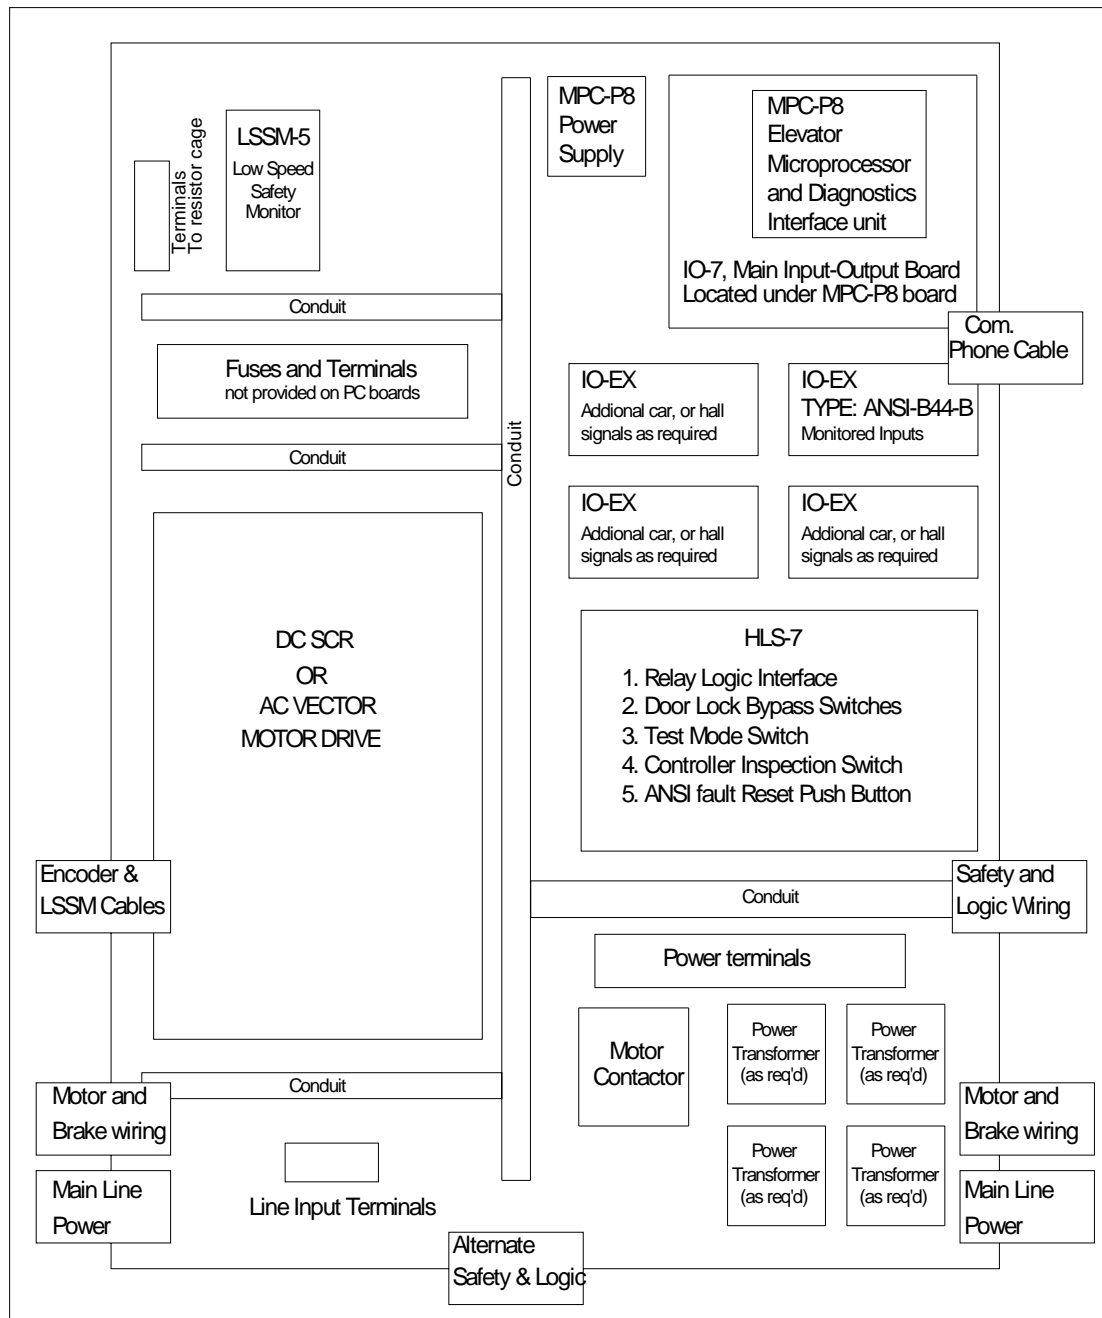 MPC-P8
Power
Supply
MPC-P8
Elevator
Microprocessor
and Diagnostics
Interface unit
IO-7, Main Input-Output Board
Located under MPC-P8 board
LSSM-5
Low Speed
Safety
Monitor
Terminals
To resistor cage
Conduit
Com.
Phone Cable
Fuses and Terminals
not provided on PC boards
Conduit
Conduit
IO-EX
Addional car, or hall
signals as required
IO-EX
TYPE: ANSI-B44-B
Monitored Inputs
IO-EX
Addional car, or hall
signals as required
IO-EX
Addional car, or hall
signals as required
DC SCR
OR
AC VECTOR
MOTOR DRIVE
HLS-7
1. Relay Logic Interface
2. Door Lock Bypass Switches
3. Test Mode Switch
4. Controller Inspection Switch
5. ANSI fault Reset Push Button
Encoder &
LSSM Cables
Conduit
Safety and
Logic Wiring
Power terminals
Motor
Contactor
Power
Transformer
(as req'd)
Power
Transformer
(as req'd)
Conduit
Motor and
Brake wiring
Motor and
Brake wiring
Power
Transformer
(as req'd)
Power
Transformer
(as req'd)
Main Line
Power
Line Input Terminals
Main Line
Power
Alternate
Safety & Logic